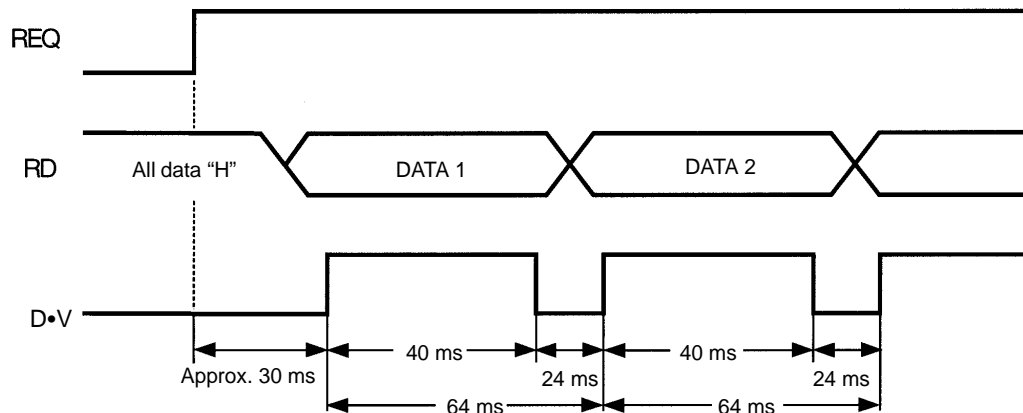 REQ
RD
All data “H”
DATA 1
DATA 2
D•V
40 ms
40 ms
Approx. 30 ms
24 ms
24 ms
64 ms
64 ms